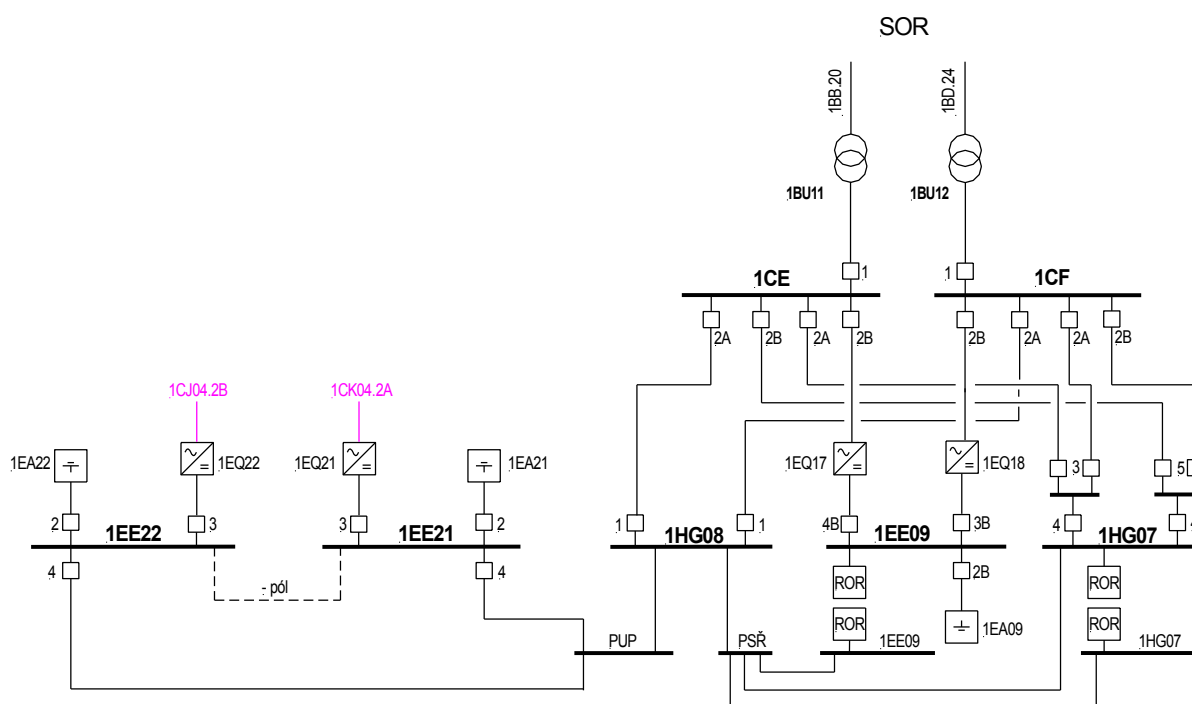 SOR
1BB.20
1BD.24
1BU11
1BU12
1 1
1CE
1CF
2A 2B 2A 2B 2B 2A 2A 2B
1CJ04.2B
1CK04.2A
1EA22
1EQ22
1EQ21
1EA21
1EQ17
1EQ18
3 5
2 1EE22 3
3 1EE21 2
1 1HG08 1
4B 1EE09 3B
4 1HG07
4
- pól
4
2B
ROR
ROR
ROR
ROR
1EA09
PUP
PSŘ
1EE09
1HG07